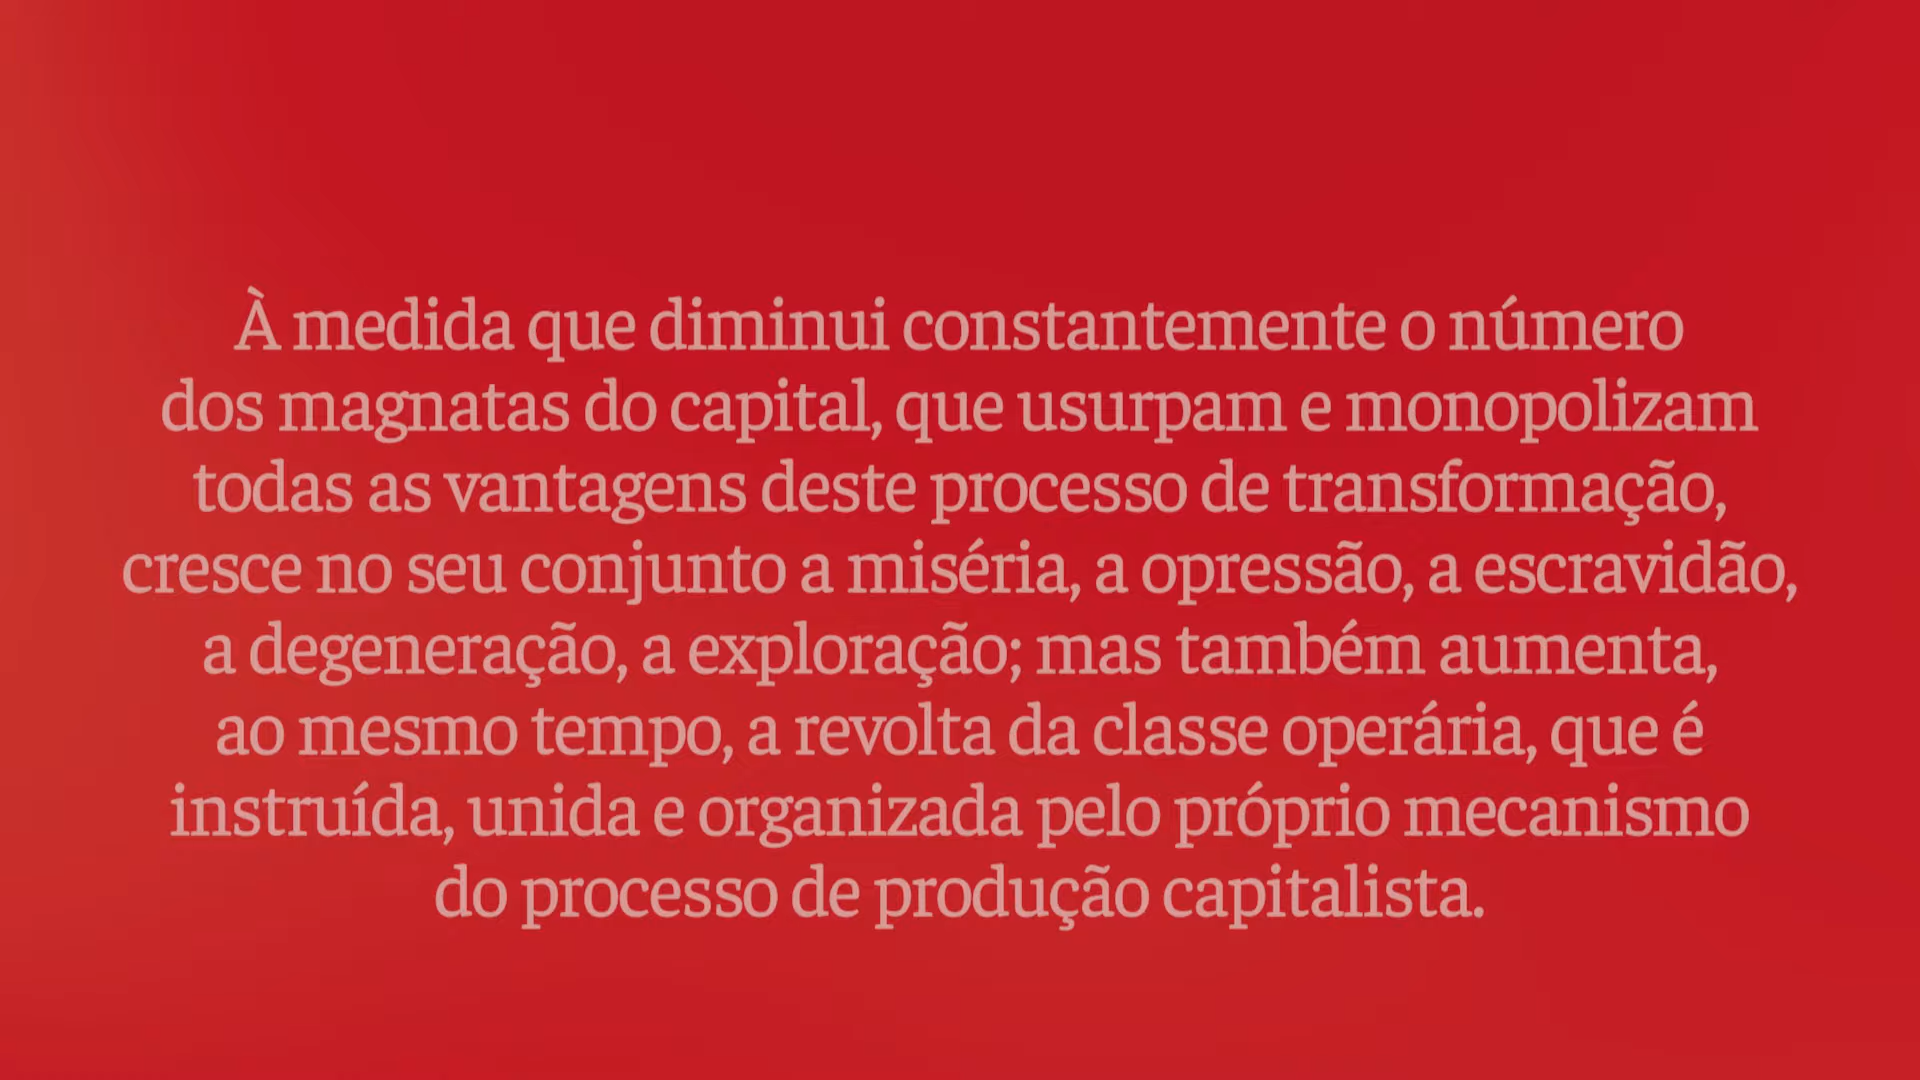 À medida que diminui constantemente o número
dos magnatas do capital, que usurpam e monopolizam
todas as vantagens deste processo de transformação,
cresce no seu conjunto a miséria, a opressão, a escravidão,
a degeneração, a exploração; mas também aumenta,
ao mesmo tempo, a revolta da classe operária, que é
instruída, unida e organizada pelo próprio mecanismo
do processo de produção capitalista.